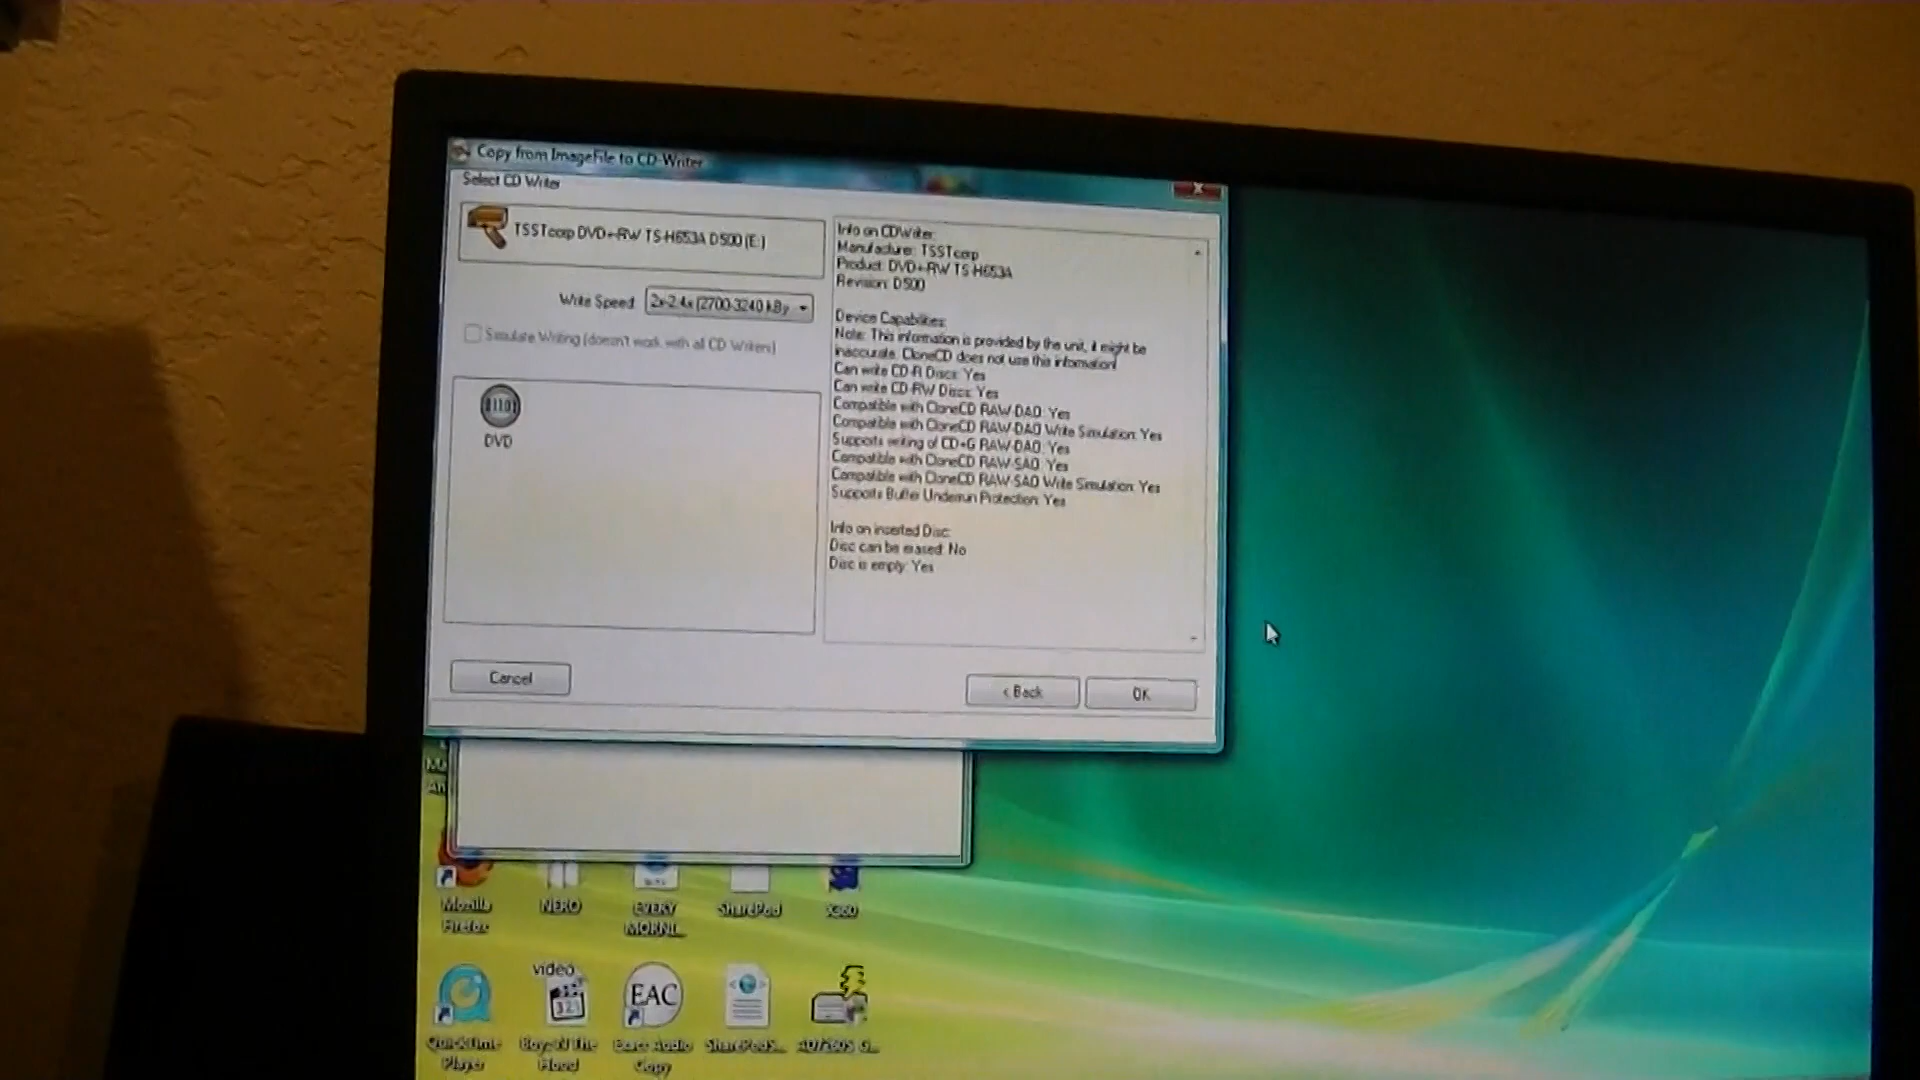 Copy from ImageFile to CD-Writer
Select CD Writer
TSSTcorp DVD+-RW TS-H653A D500 (E:)
Write Speed: 2x-2.4x (2700-3240 kBy
Simulate Writing (doesn't work with all CD Writers)
DVD
Info on CDWriter:
Manufacture: TSSTcorp
Product: DVD+-RW TS-H653A
Revision: D500
Device Capabilities:
Note: This information is provided by the unit, it might be
inaccurate. CloneCD does not use this information!
Can write CD-R Discs: Yes
Can write CD-RW Discs: Yes
Compatible with CloneCD RAW-DAO: Yes
Compatible with CloneCD RAW-DAO Write Simulation: Yes
Supports writing of CD+G RAW-DAO: Yes
Compatible with CloneCD RAW-SAO: Yes
Compatible with CloneCD RAW-SAO Write Simulation: Yes
Supports Buffer Underrun Protection: Yes
Info on inserted Disc:
Disc can be erased: No
Disc is empty: Yes
Cancel
< Back
OK
Mozilla
Firefox
NERO
EVERY
MORNI...
SharePod
video
321
EAC
QuickTime
Player
Boyz N The
Hood
Exact Audio
Copy
SharePodS...
AD7260S G...